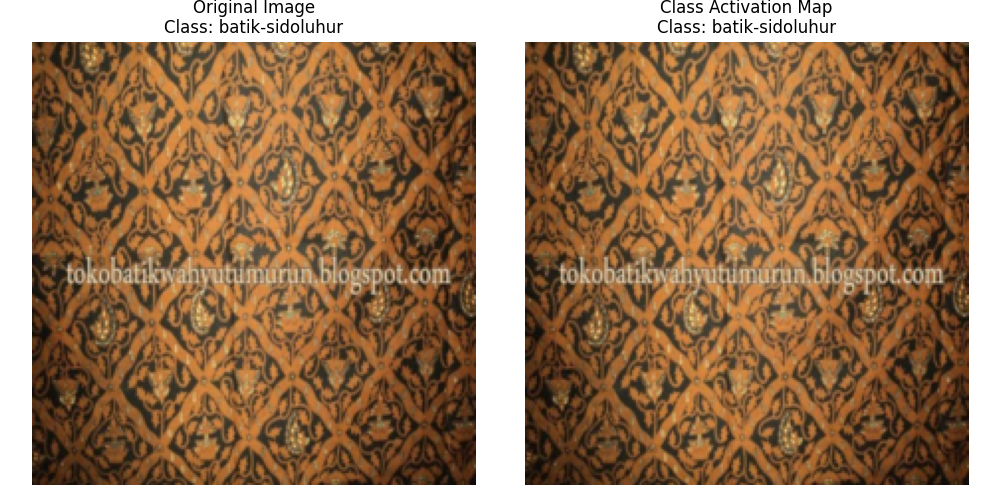 Original Image
Class: batik-sidoluhur
Class Activation Map
Class: batik-sidoluhur
tokobatikwahyutumurun.blogspot.com
tokobatikwahyutumurun.blogspot.com